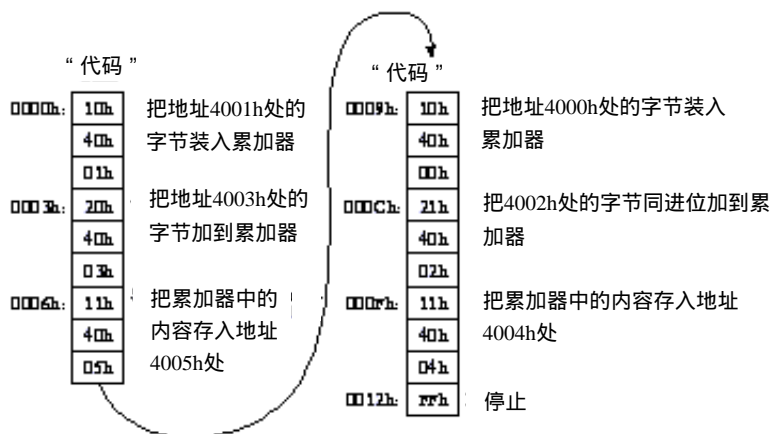 “代码”
0000h: 10h 把地址4001h处的
40h 字节装入累加器
01h
0003h: 20h 把地址4003h处的
40h 字节加到累加器
03h
0006h: 11h 把累加器中的
40h 内容存入地址
05h 4005h处
“代码”
0009h: 10h 把地址4000h处的字节装入
40h 累加器
00h
000Ch: 21h 把4002h处的字节同进位加到累
40h 加器
02h
000Fh: 11h 把累加器中的内容存入地址
40h 4004h处
04h
0012h: FFh 停止